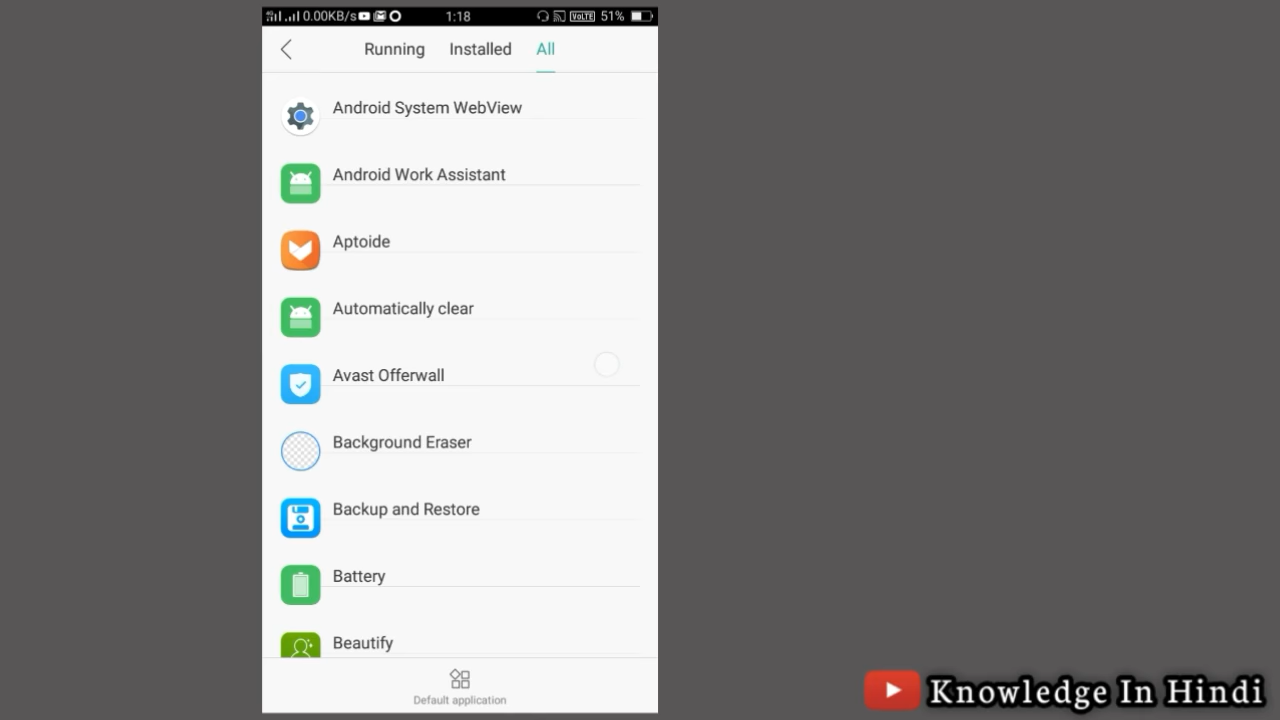 0.00KB/s 1:18 VoLTE 51%
Running Installed All
Android System WebView
Android Work Assistant
Aptoide
Automatically clear
Avast Offerwall
Background Eraser
Backup and Restore
Battery
Beautify
Default application
Knowledge In Hindi